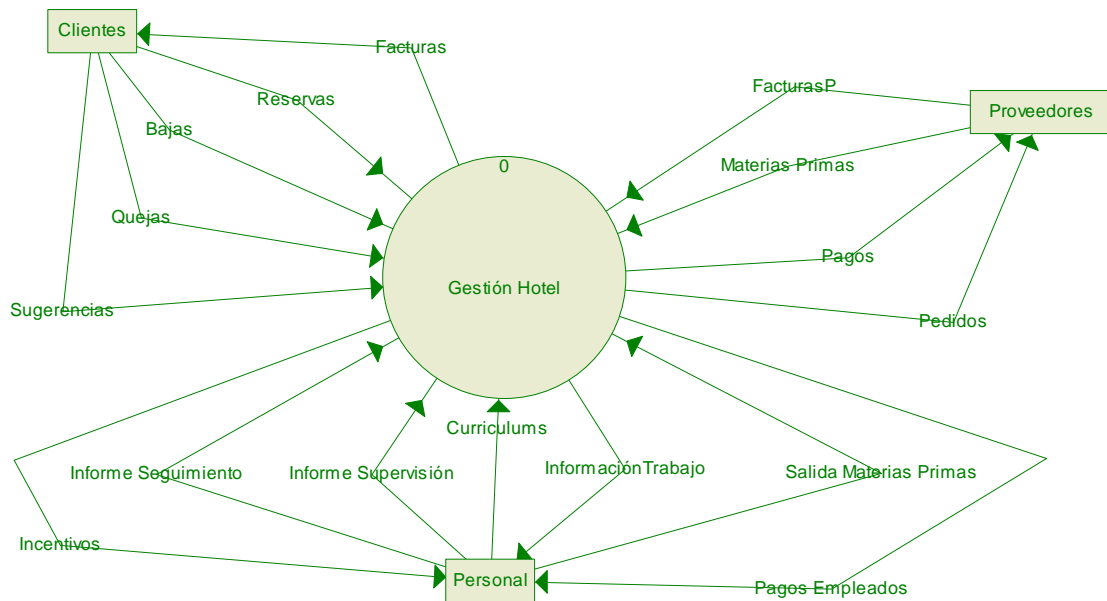 Clientes
Facturas
FacturasP
Reservas
Proveedores
Bajas
Materias Primas
0
Quejas
Pagos
Gestión Hotel
Sugerencias
Pedidos
Curriculums
Informe Seguimiento
Informe Supervisión
InformaciónTrabajo
Salida Materias Primas
Incentivos
Personal
Pagos Empleados